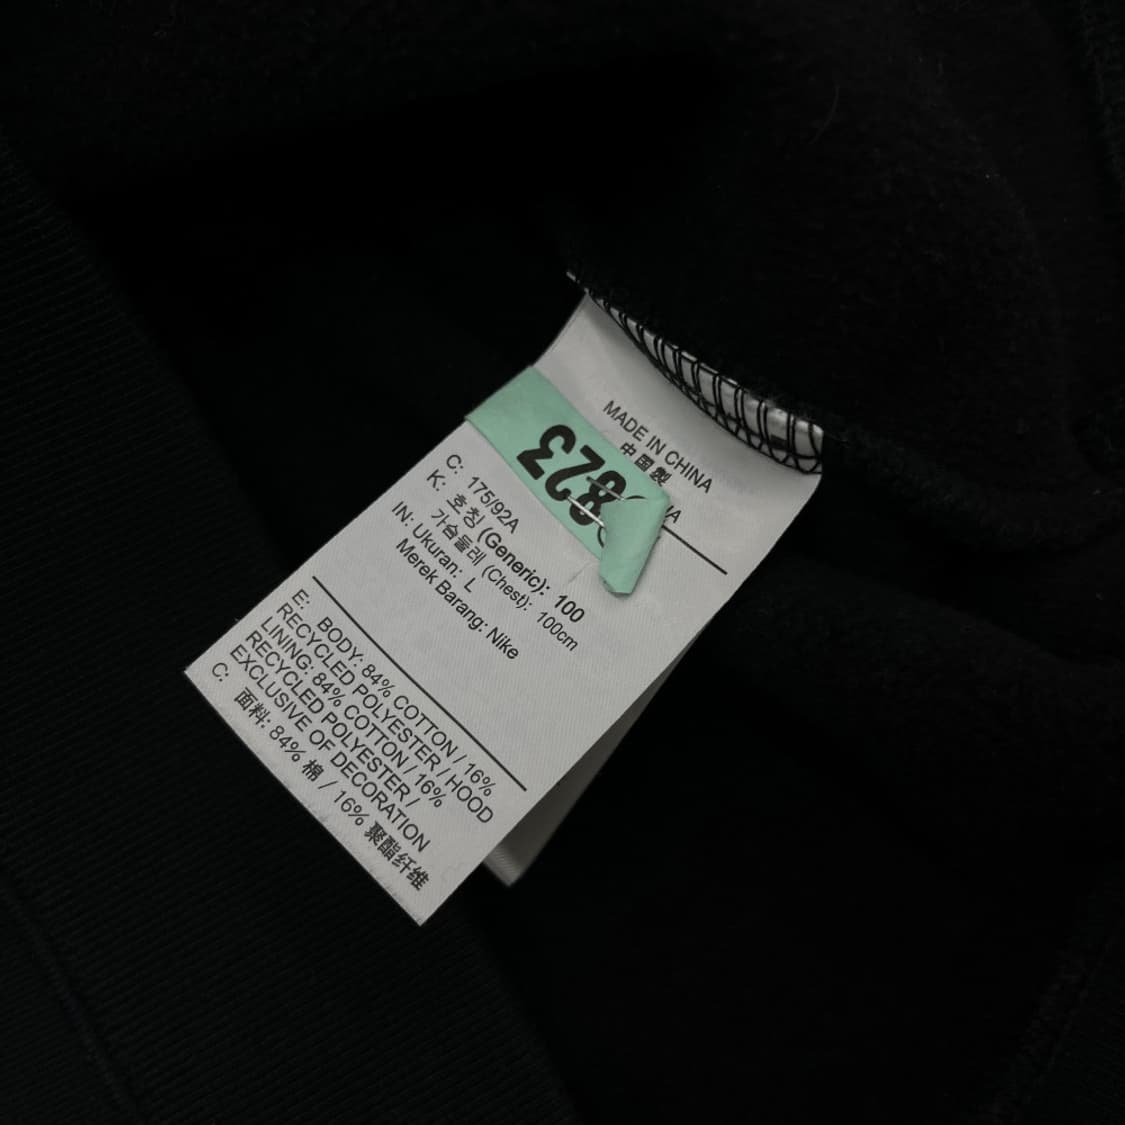 MADE IN CHINA
中国製
823
C: 175/92A
K: 호칭 (Generic): 100
가슴둘레 (Chest): 100cm
IN: Ukuran: L
Merek Barang: Nike
E: BODY: 84% COTTON / 16%
RECYCLED POLYESTER / HOOD
LINING: 84% COTTON / 16%
RECYCLED POLYESTER /
EXCLUSIVE OF DECORATION
C: 面料: 84% 棉 / 16% 聚酯纤维